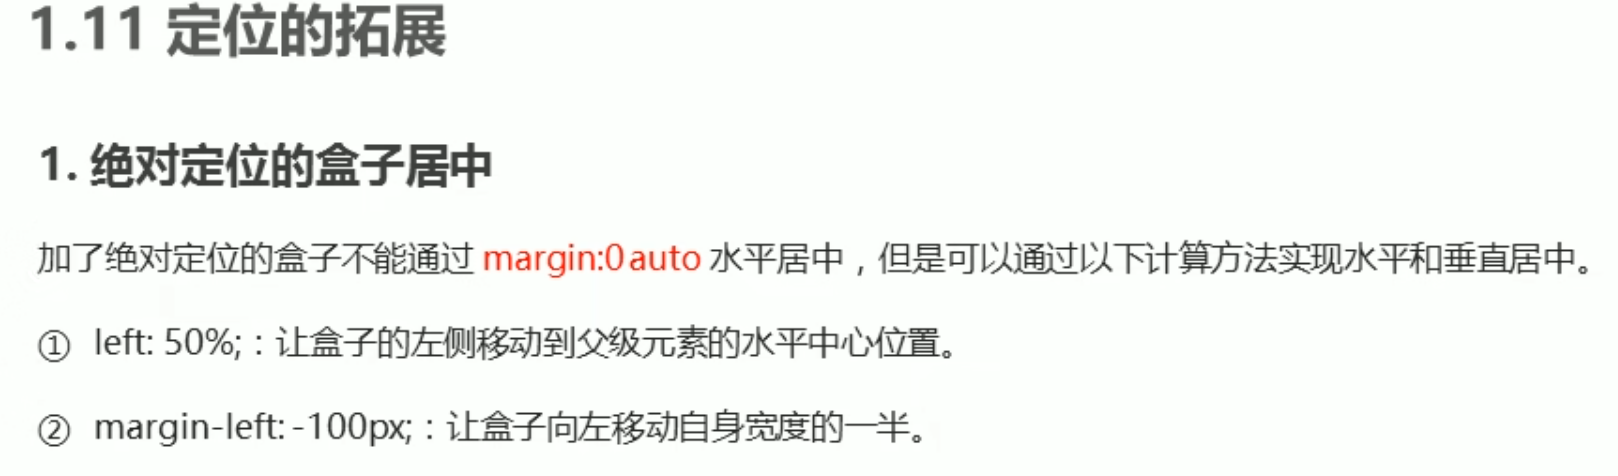 1.11 定位的拓展
1. 绝对定位的盒子居中
加了绝对定位的盒子不能通过 margin:0 auto 水平居中，但是可以通过以下计算方法实现水平和垂直居中。
① left: 50%;：让盒子的左侧移动到父级元素的水平中心位置。
② margin-left: -100px;：让盒子向左移动自身宽度的一半。